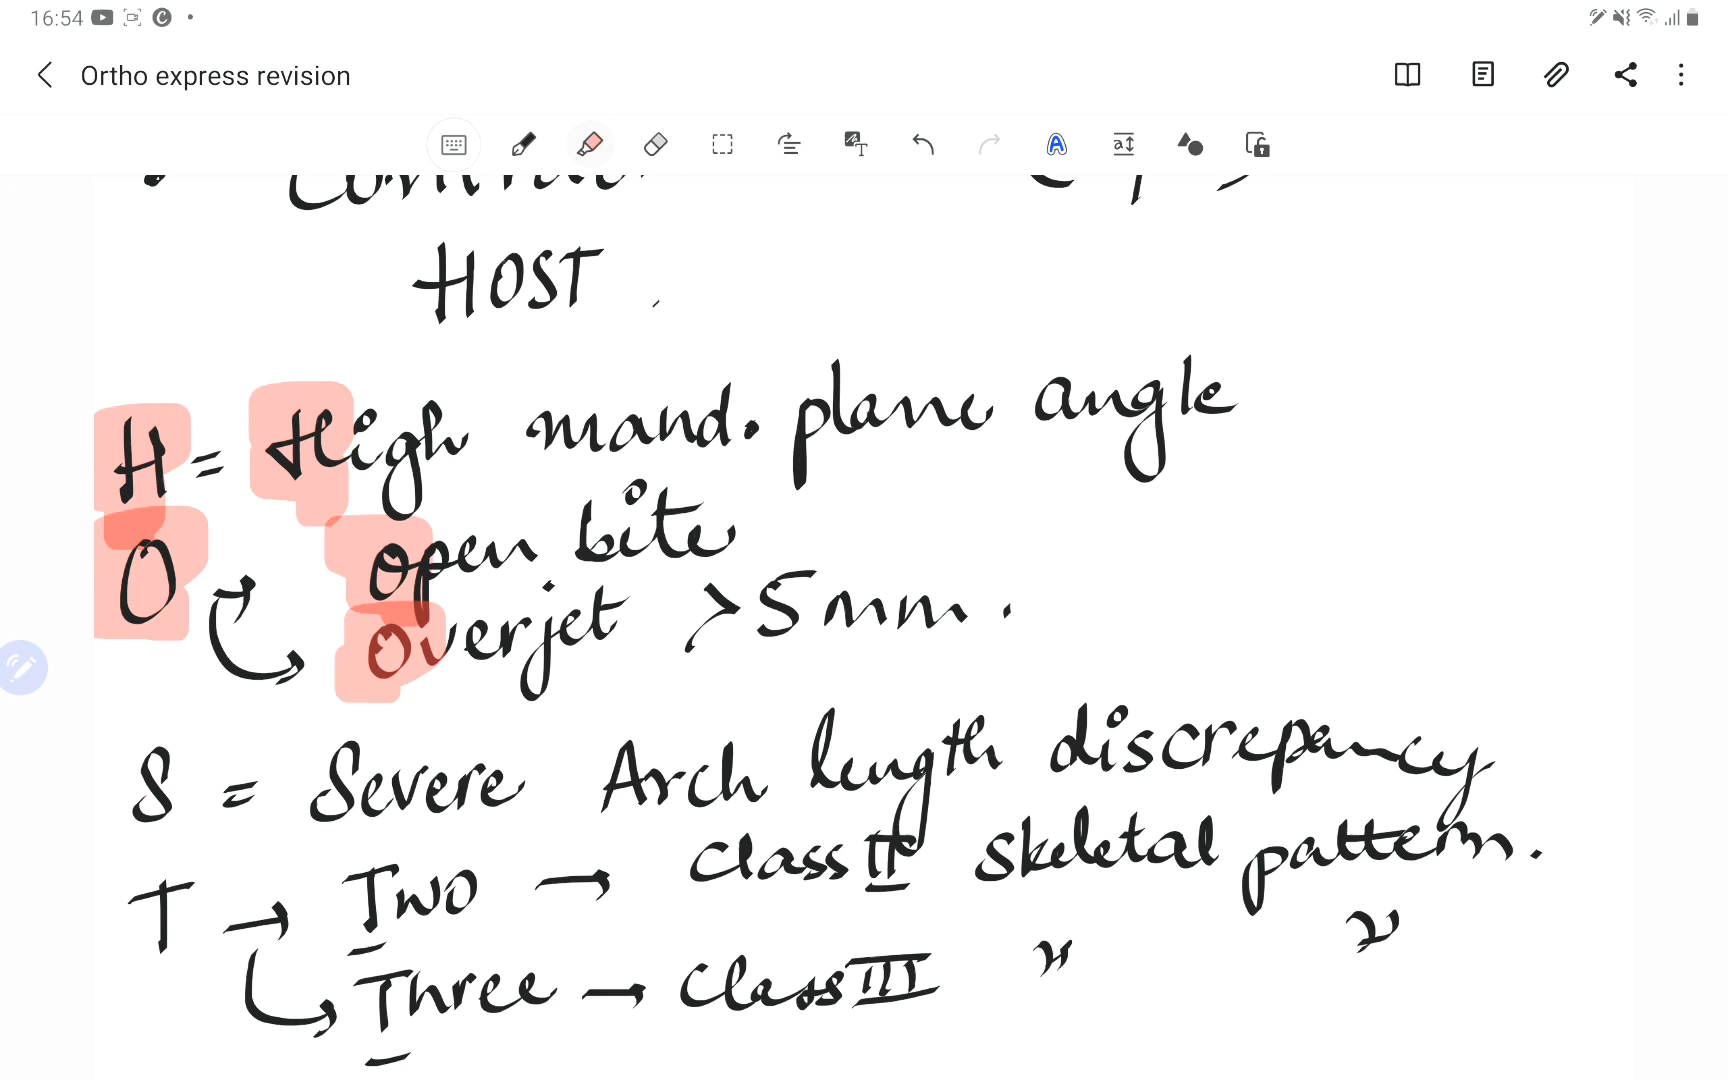 16:54
Ortho express revision
HOST.
H = High mand. plane angle
O open bite
overjet > 5mm.
S = Severe Arch length discrepancy
T → Two → class II skeletal pattern.
Three → class III " "